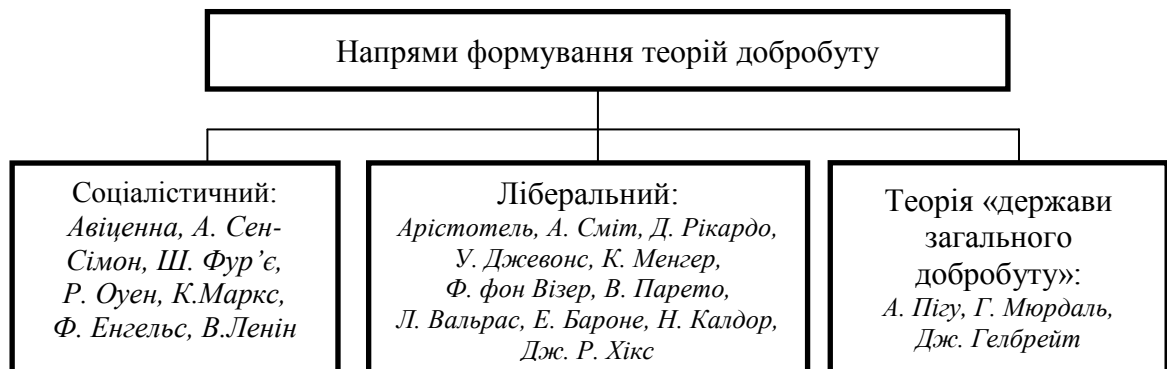 Напрями формування теорій добробуту
Соціалістичний:
Авіценна, А. Сен-
Сімон, Ш. Фур’є,
Р. Оуен, К.Маркс,
Ф. Енгельс, В.Ленін
Ліберальний:
Арістотель, А. Сміт, Д. Рікардо,
У. Джевонс, К. Менгер,
Ф. фон Візер, В. Парето,
Л. Вальрас, Е. Бароне, Н. Калдор,
Дж. Р. Хікс
Теорія «держави
загального
добробуту»:
А. Пігу, Г. Мюрдаль,
Дж. Гелбрейт